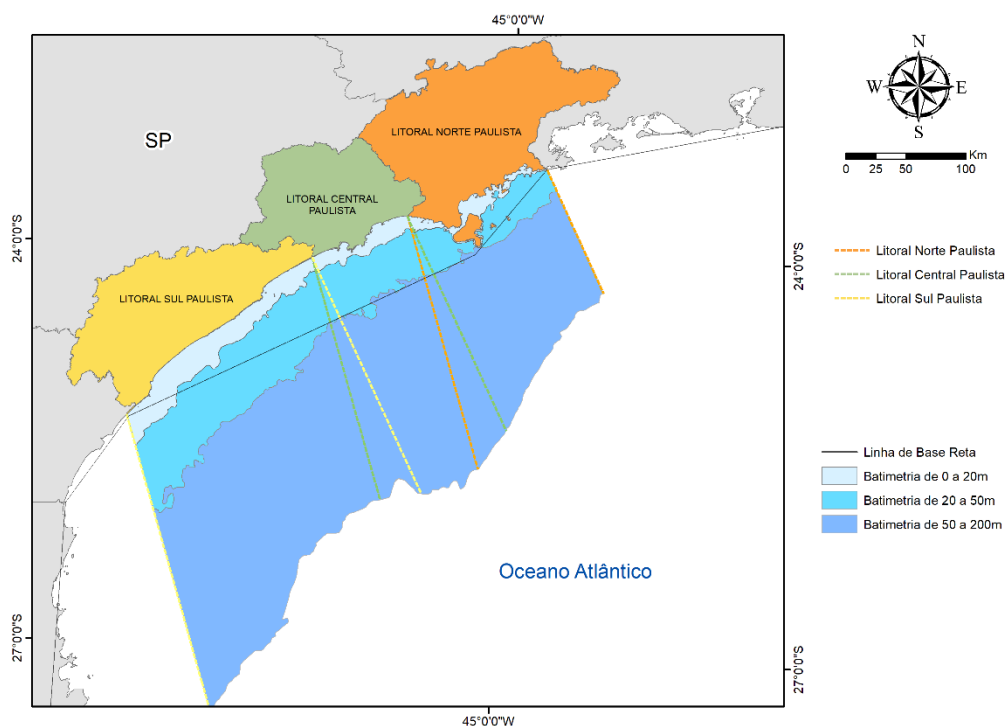 45°0'0"W
N
W
E
S
SP
LITORAL NORTE PAULISTA
LITORAL CENTRAL
PAULISTA
LITORAL SUL PAULISTA
Km
0 25 50 100
24°0'0"S
24°0'0"S
Litoral Norte Paulista
Litoral Central Paulista
Litoral Sul Paulista
Linha de Base Reta
Batimetria de 0 a 20m
Batimetria de 20 a 50m
Batimetria de 50 a 200m
Oceano Atlântico
27°0'0"S
27°0'0"S
45°0'0"W